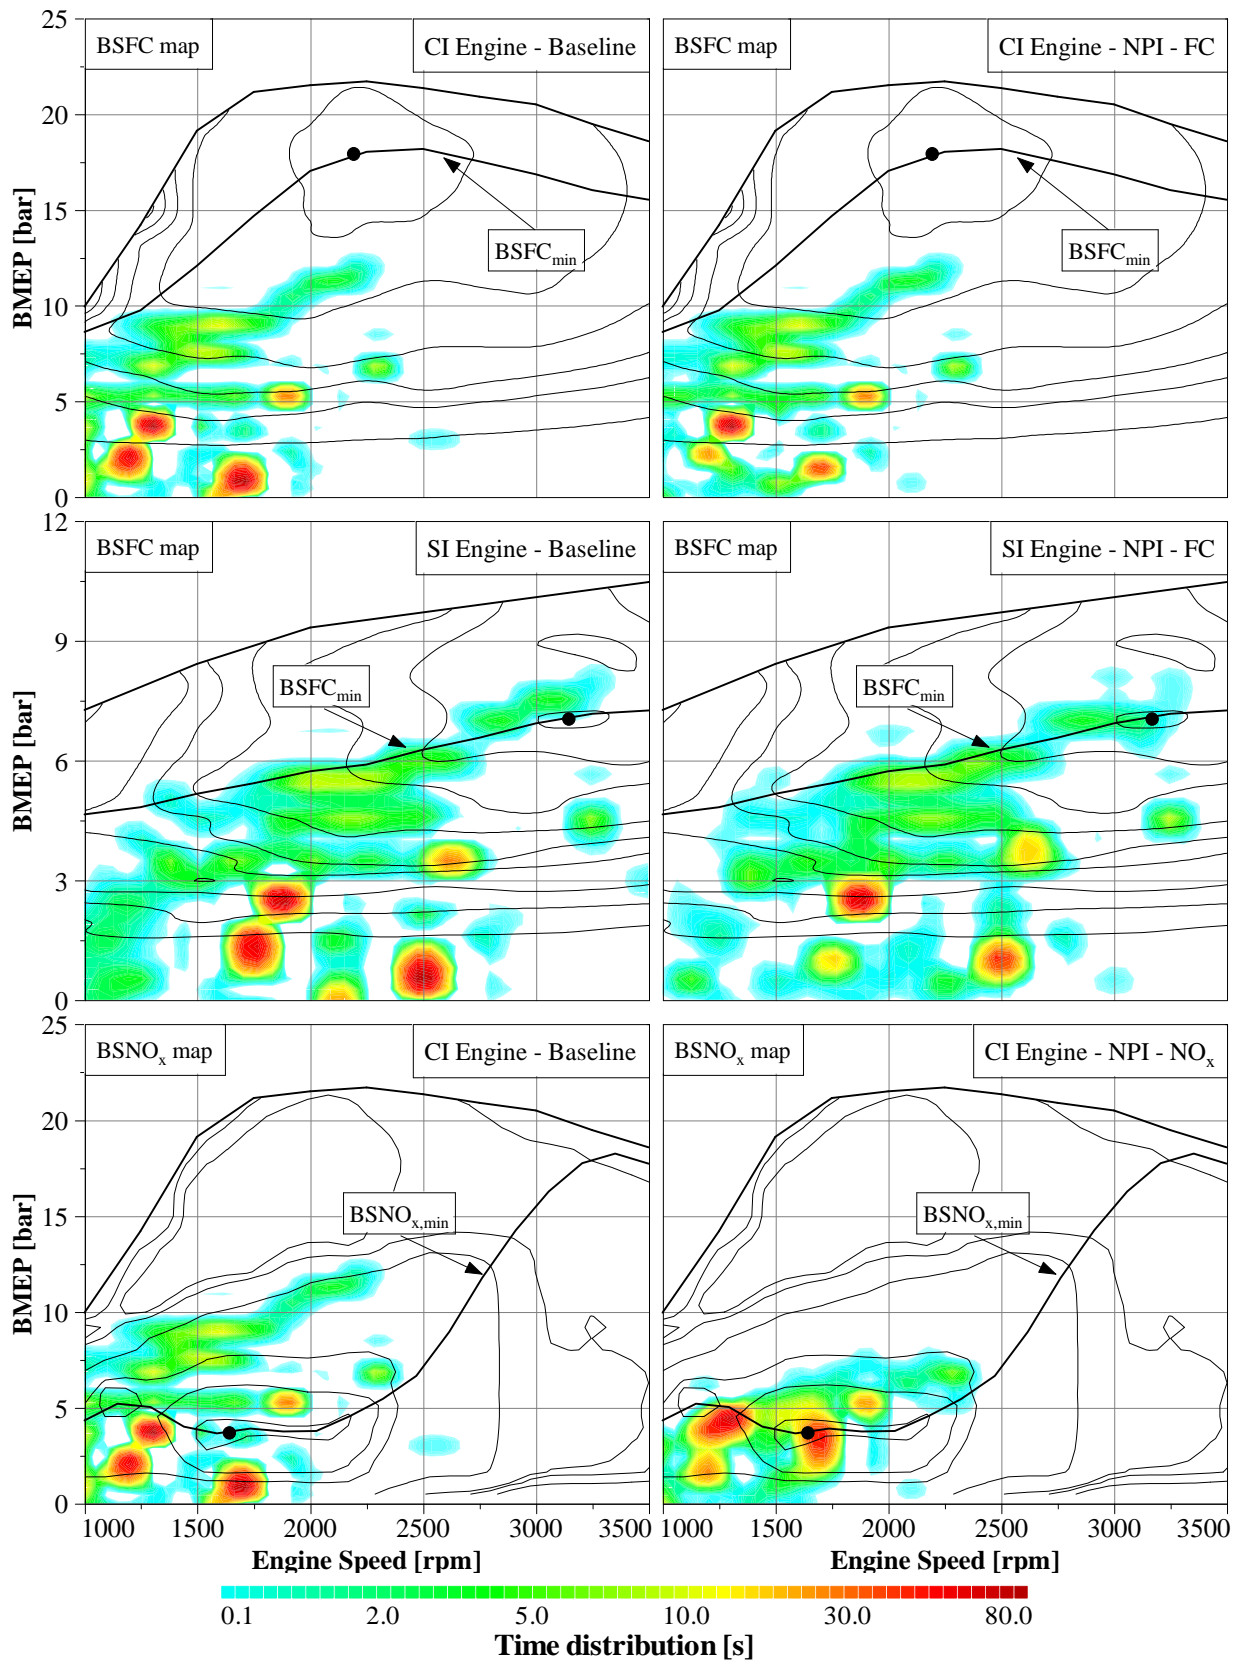 BSFC map
CI Engine - Baseline
BSFC map
CI Engine - NPI - FC
25
20
15
10
5
0
BMEP [bar]
BSFCmin
BSFCmin
BSFC map
SI Engine - Baseline
BSFC map
SI Engine - NPI - FC
12
9
6
3
0
BMEP [bar]
BSFCmin
BSFCmin
BSNOx map
CI Engine - Baseline
BSNOx map
CI Engine - NPI - NOx
25
20
15
10
5
0
BMEP [bar]
BSNOx,min
BSNOx,min
1000 1500 2000 2500 3000 3500
1000 1500 2000 2500 3000 3500
Engine Speed [rpm]
Engine Speed [rpm]
0.1 2.0 5.0 10.0 30.0 80.0
Time distribution [s]